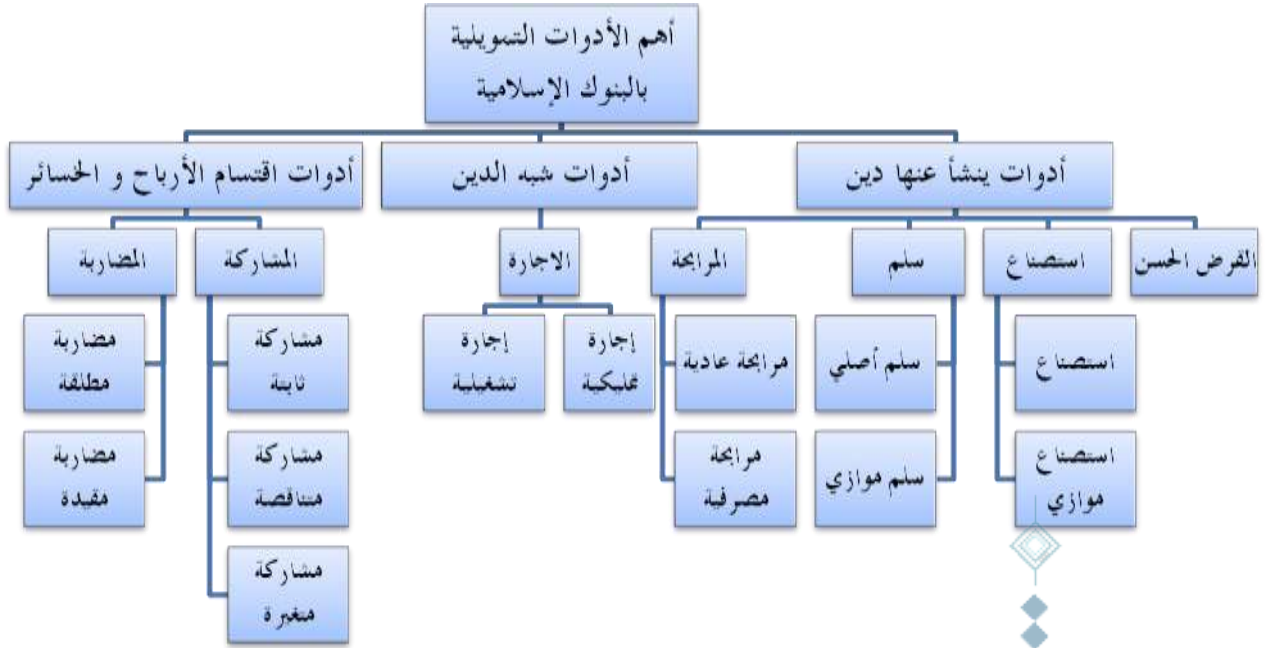 أهم الأدوات التمويلية
بالبنوك الإسلامية
أدوات ينشأ عنها دين
أدوات شبه الدين
أدوات اقتسام الأرباح و الخسائر
القرض الحسن
استصناع
سلم
المرابحة
الاجارة
المشاركة
المضاربة
استصناع
استصناع
موازي
سلم أصلي
سلم موازي
مرابحة عادية
مرابحة
مصرفية
إجارة
تمليكية
إجارة
تشغيلية
مشاركة
ثابتة
مشاركة
متناقصة
مشاركة
متغيرة
مضاربة
مطلقة
مضاربة
مقيدة